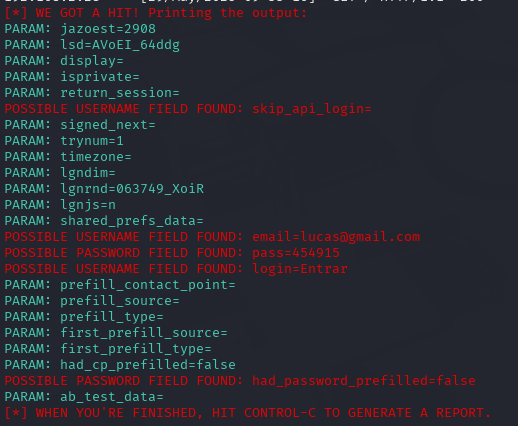 [*] WE GOT A HIT! Printing the output:
PARAM: jazoest=2908
PARAM: lsd=AVoEI_64ddg
PARAM: display=
PARAM: isprivate=
PARAM: return_session=
POSSIBLE USERNAME FIELD FOUND: skip_api_login=
PARAM: signed_next=
PARAM: trynum=1
PARAM: timezone=
PARAM: lgndim=
PARAM: lgnrnd=063749_XoiR
PARAM: lgnjs=n
PARAM: shared_prefs_data=
POSSIBLE USERNAME FIELD FOUND: email=lucas@gmail.com
POSSIBLE PASSWORD FIELD FOUND: pass=454915
POSSIBLE USERNAME FIELD FOUND: login=Entrar
PARAM: prefill_contact_point=
PARAM: prefill_source=
PARAM: prefill_type=
PARAM: first_prefill_source=
PARAM: first_prefill_type=
PARAM: had_cp_prefilled=false
POSSIBLE PASSWORD FIELD FOUND: had_password_prefilled=false
PARAM: ab_test_data=
[*] WHEN YOU'RE FINISHED, HIT CONTROL-C TO GENERATE A REPORT.